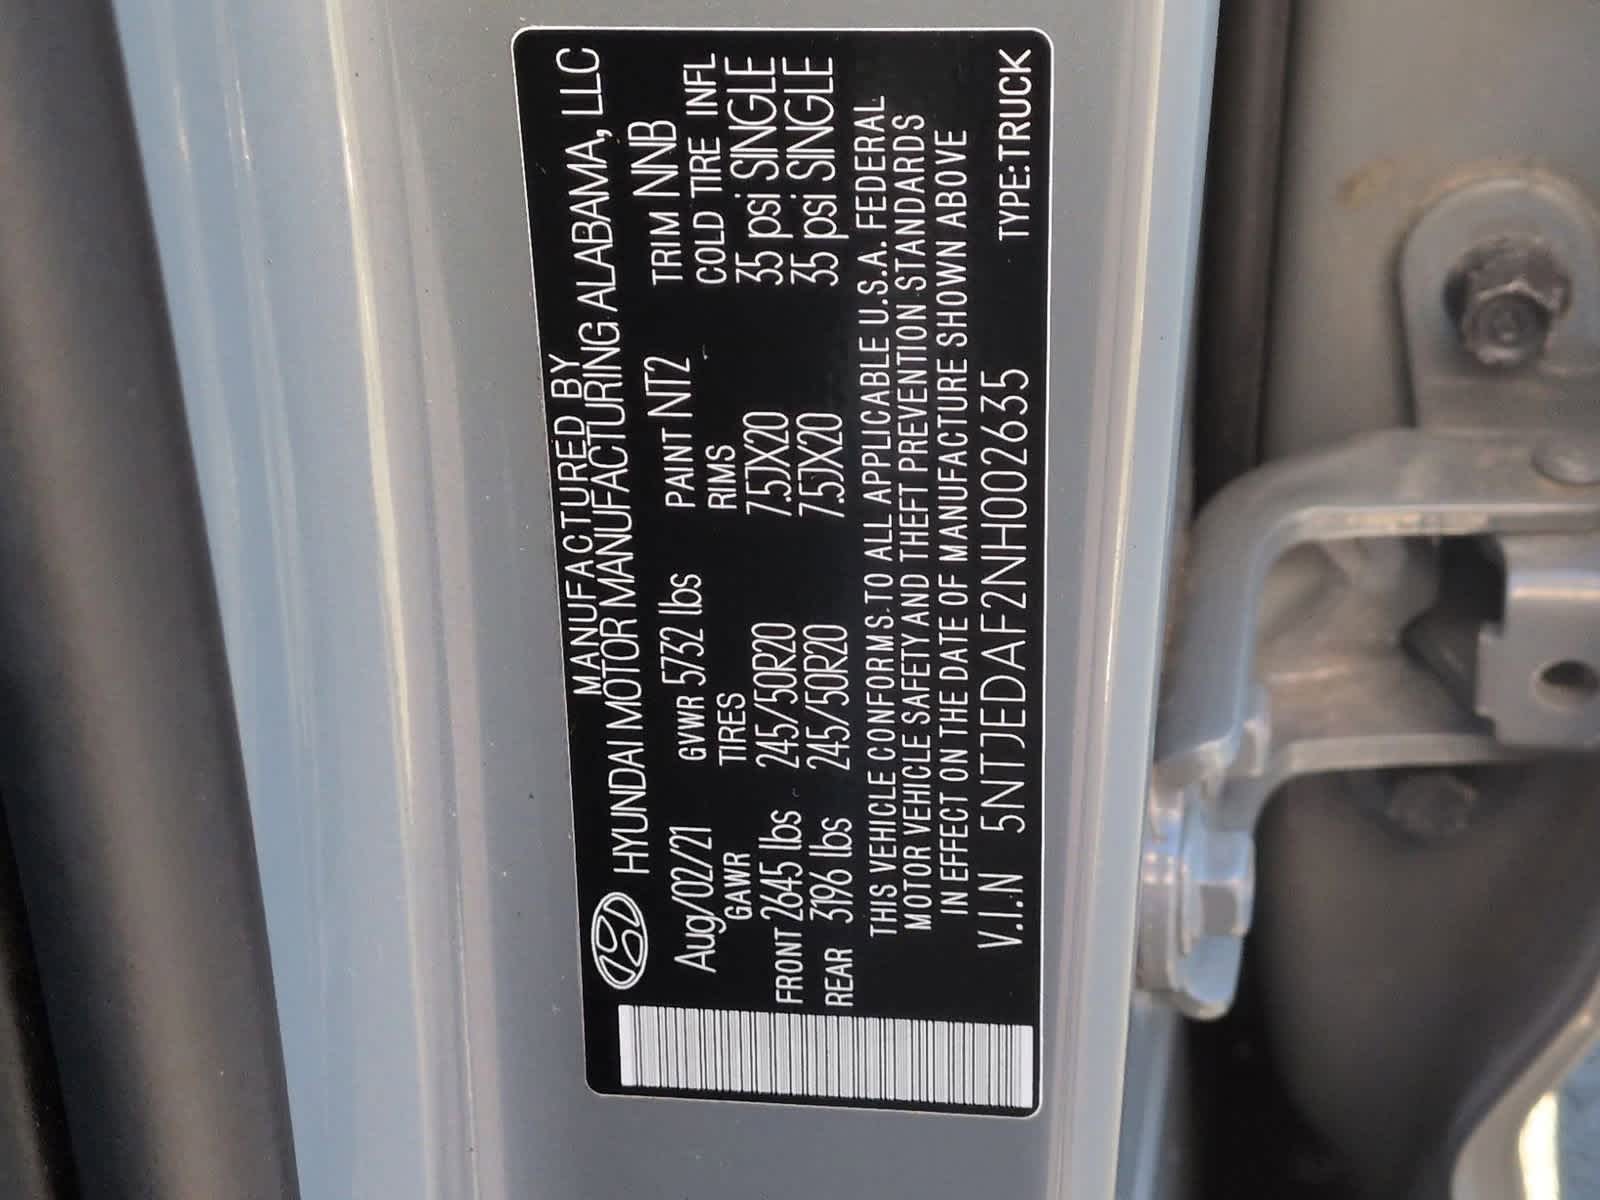 MANUFACTURED BY
HYUNDAI MOTOR MANUFACTURING ALABAMA, LLC
Aug/02/21 GVWR 5732 lbs PAINT NT2 TRIM NNB
GAWR TIRES RIMS COLD TIRE INFL
FRONT 2645 lbs 245/50R20 7.5JX20 35 psi SINGLE
REAR 3196 lbs 245/50R20 7.5JX20 35 psi SINGLE
THIS VEHICLE CONFORMS TO ALL APPLICABLE U.S.A. FEDERAL
MOTOR VEHICLE SAFETY AND THEFT PREVENTION STANDARDS
IN EFFECT ON THE DATE OF MANUFACTURE SHOWN ABOVE
V.I.N 5NTJEDAF2NH002635 TYPE:TRUCK